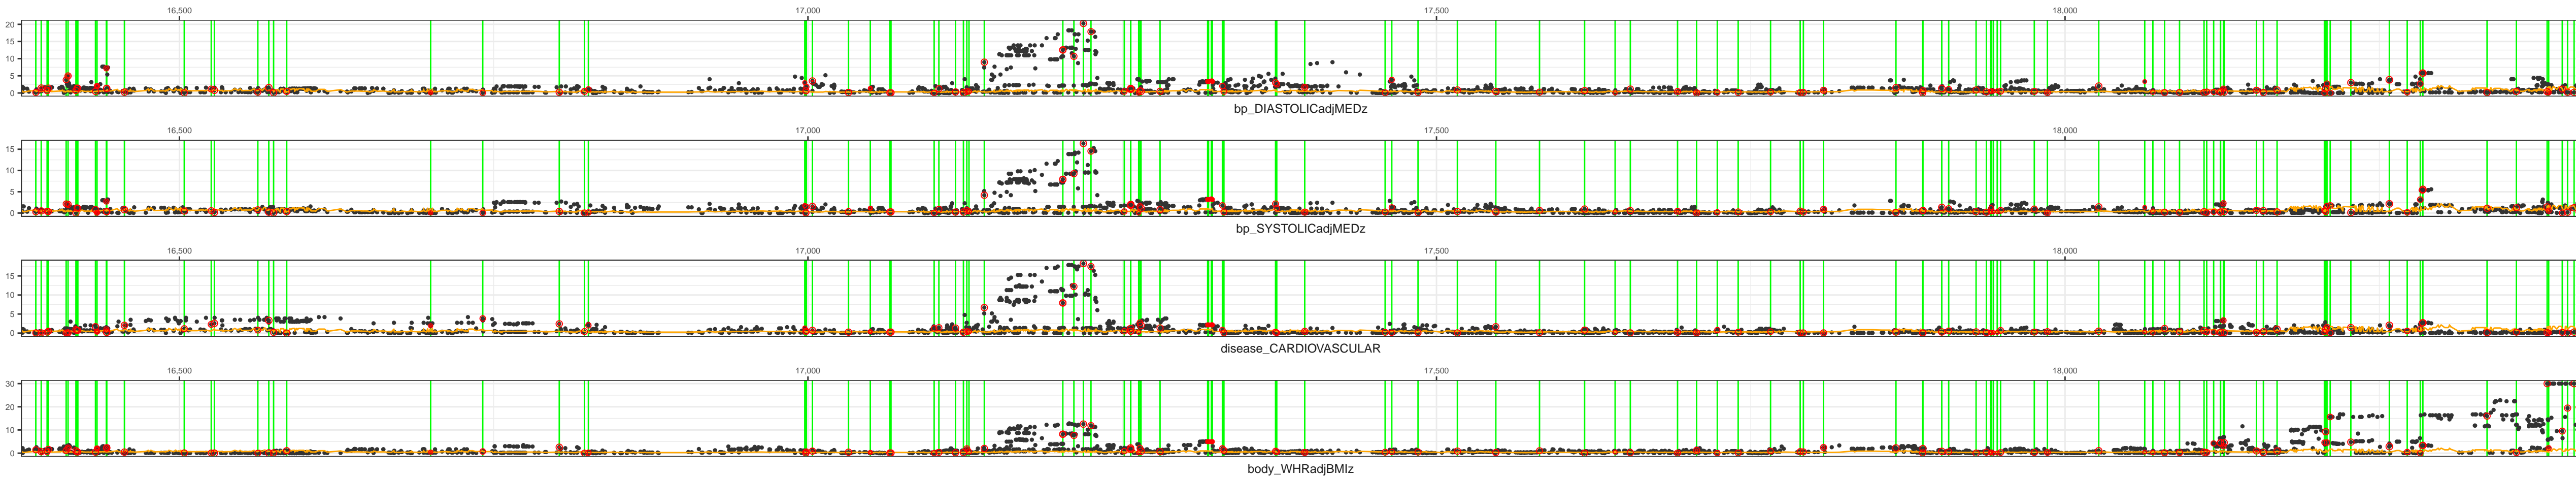 16,500 17,000 17,500 18,000
20
15
10
5
0
bp_DIASTOLICadjMEDz
16,500 17,000 17,500 18,000
15
10
5
0
bp_SYSTOLICadjMEDz
16,500 17,000 17,500 18,000
15
10
5
0
disease_CARDIOVASCULAR
16,500 17,000 17,500 18,000
30
20
10
0
body_WHRadjBMIz